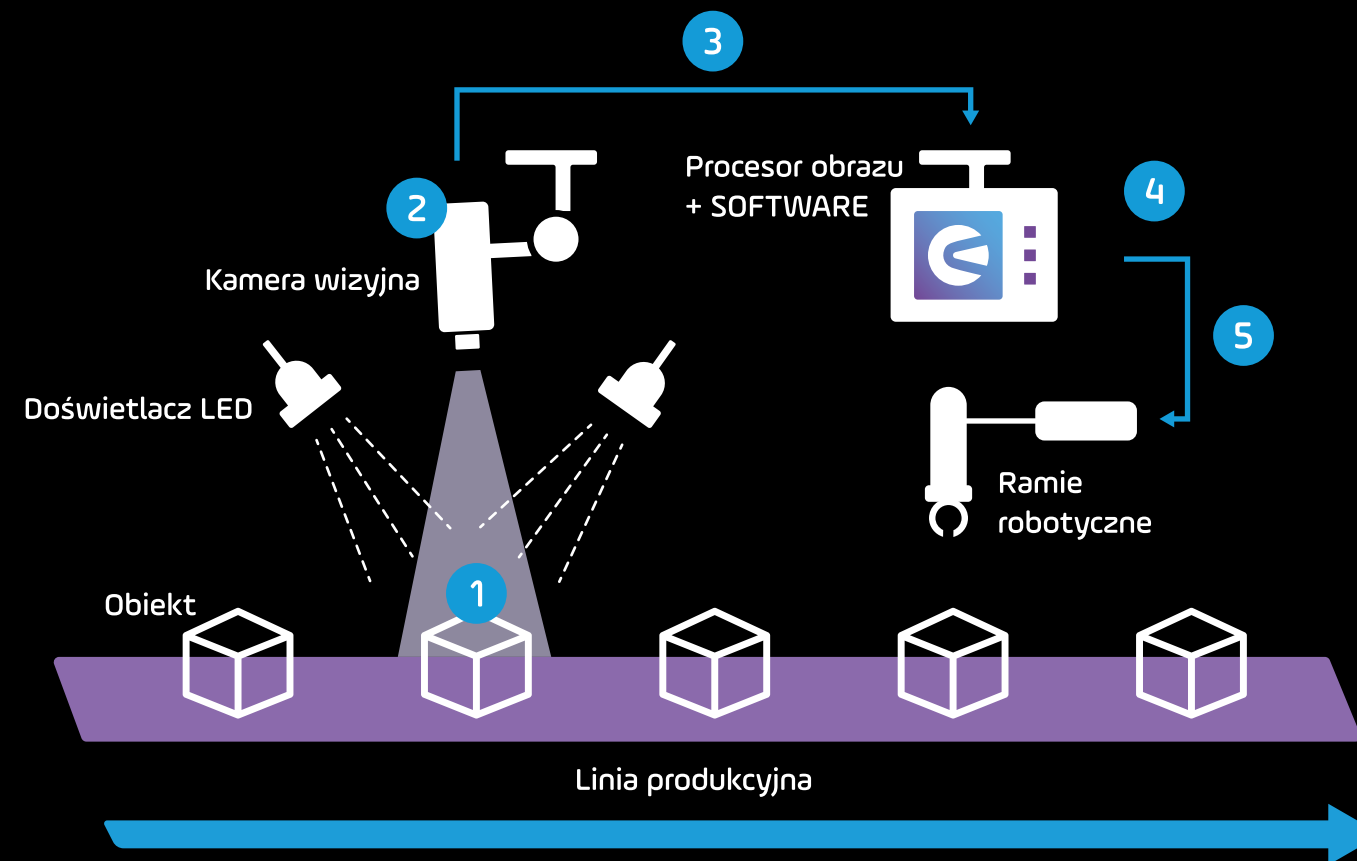 3
2
Procesor obrazu
+ SOFTWARE
4
Kamera wizyjna
5
Doświetlacz LED
Ramie
robotyczne
1
Obiekt
Linia produkcyjna